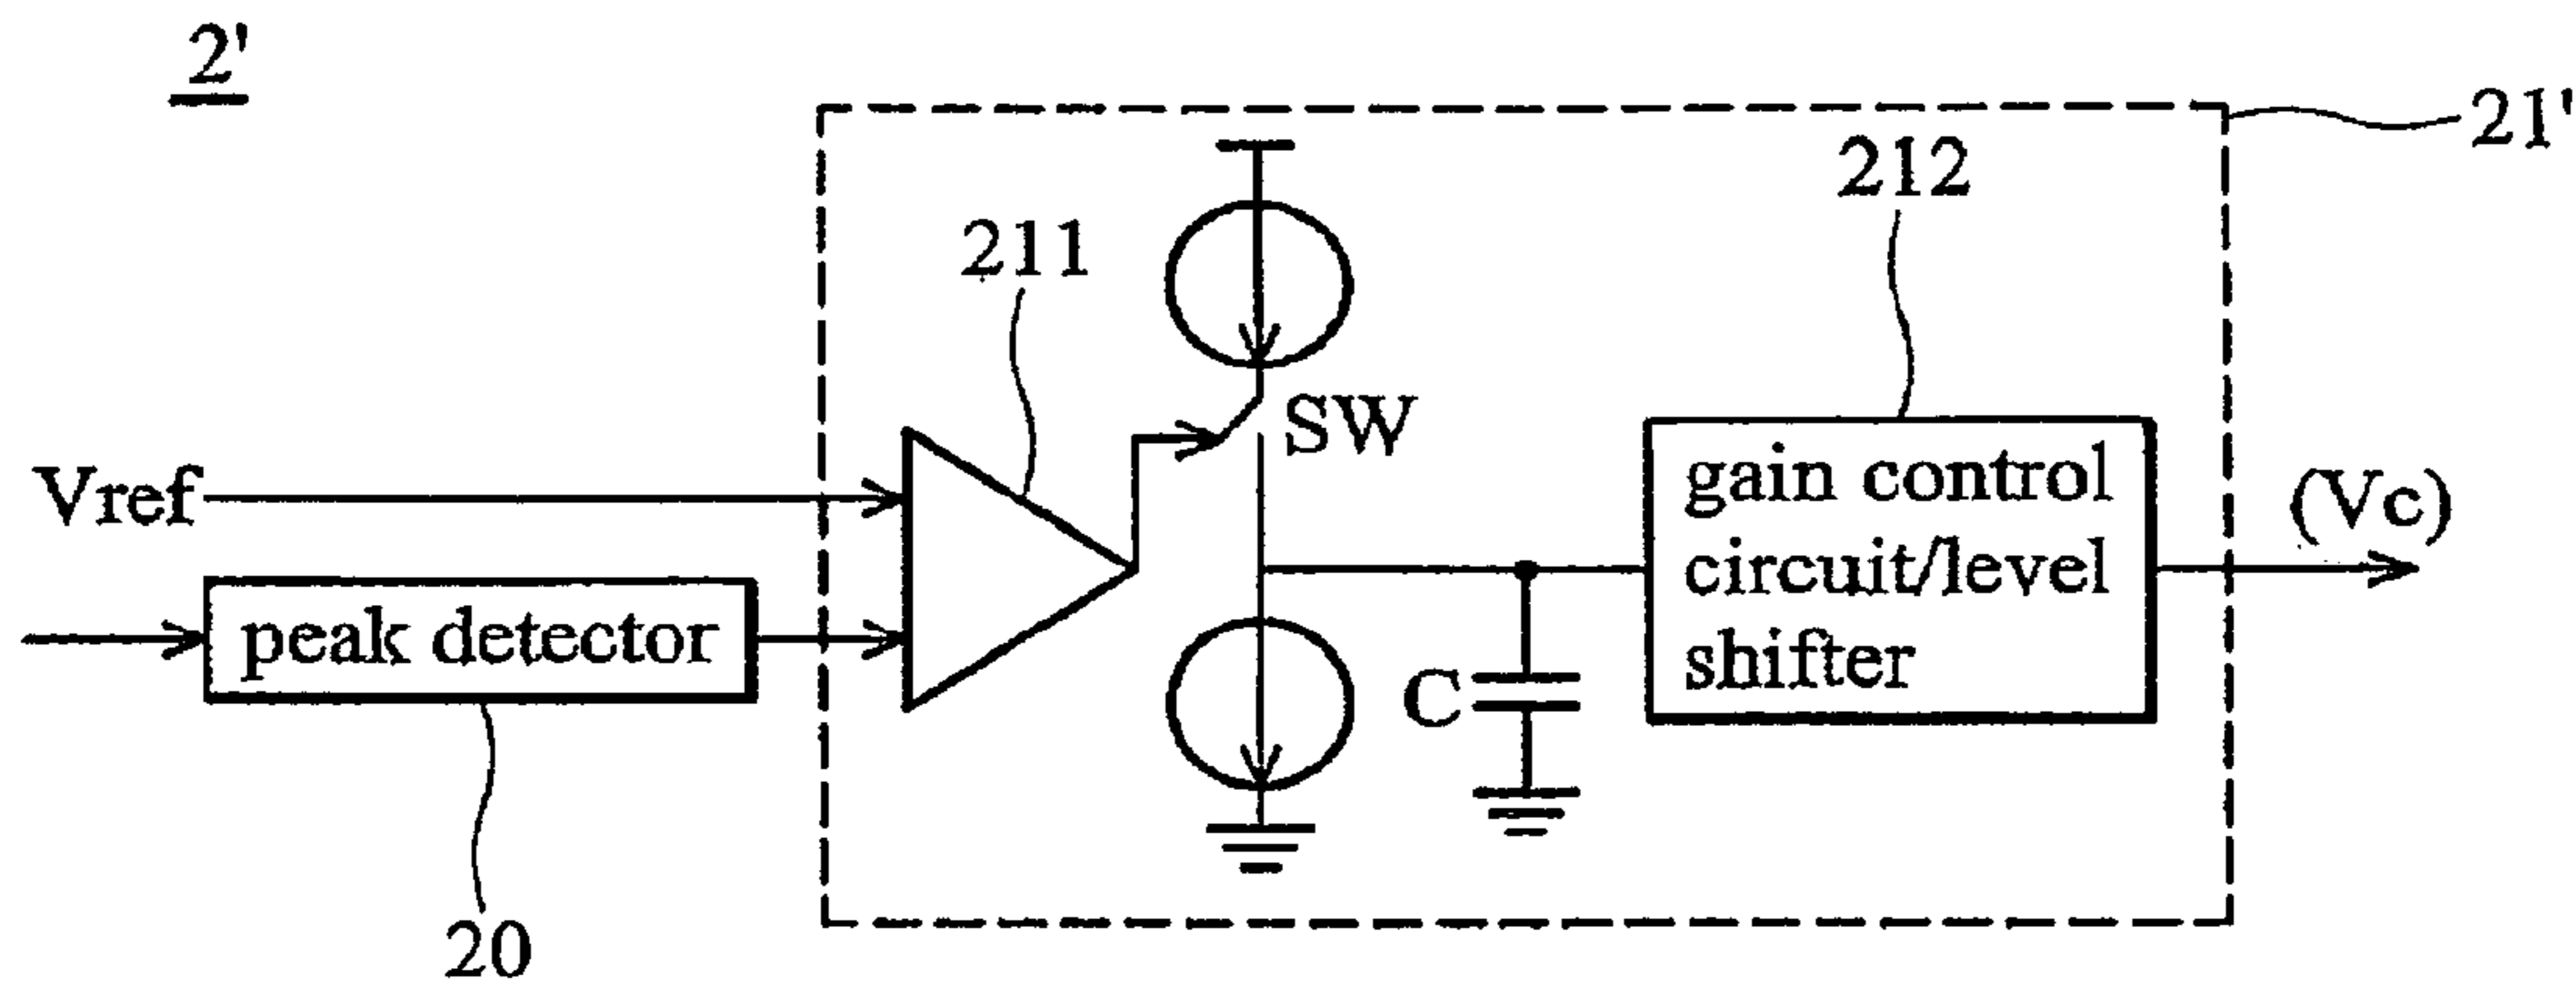 2'
21'
212
211
SW
Vref
gain control
circuit/level
shifter
(Vc)
peak detector
C
20